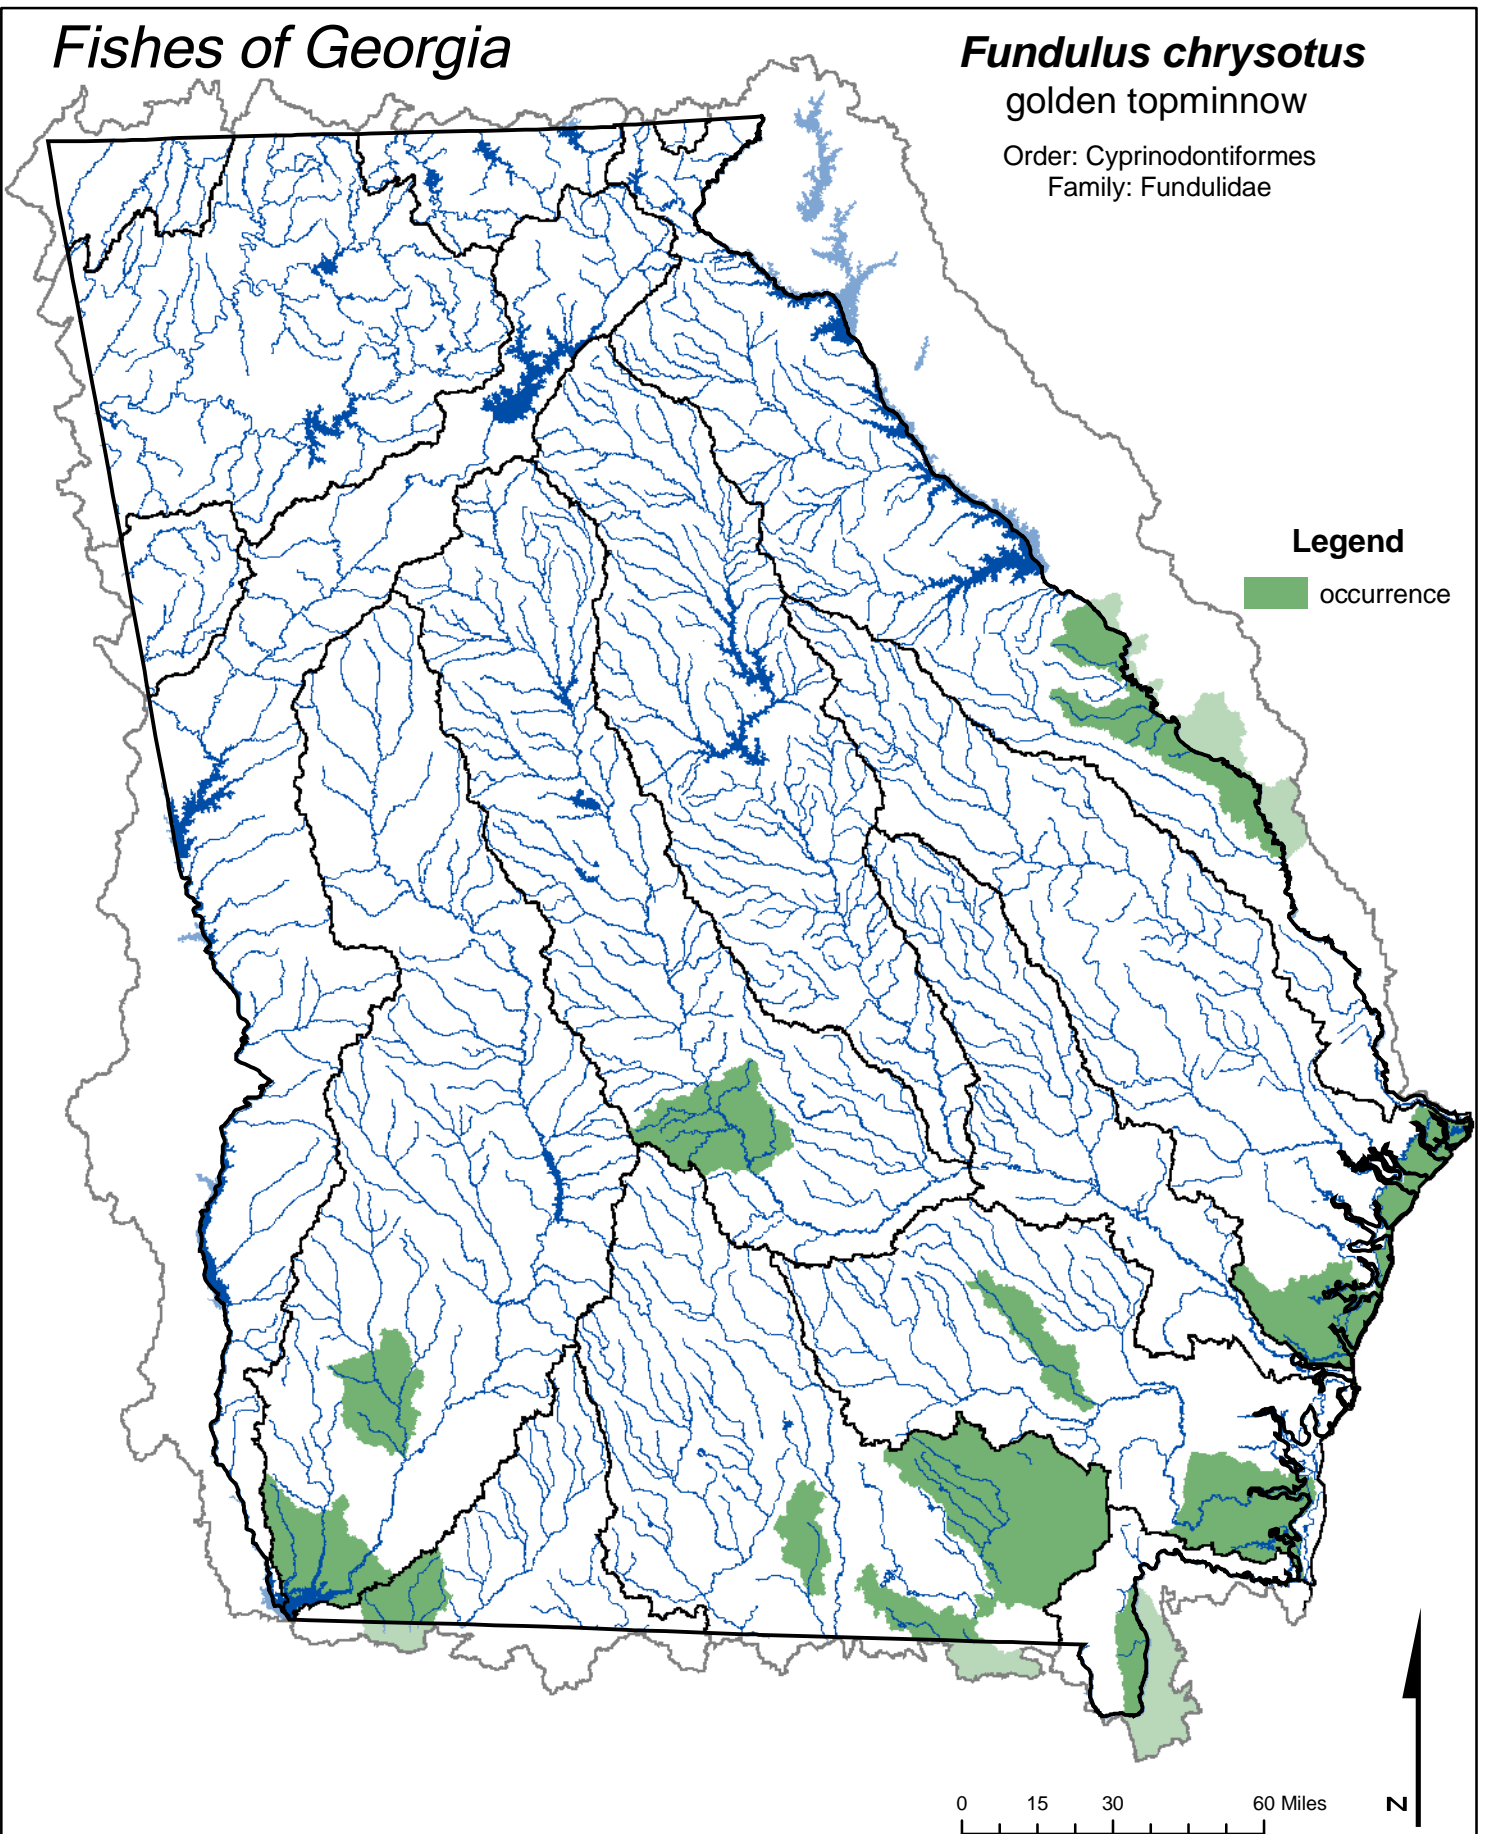 Fishes of Georgia
Fundulus chrysotus
golden topminnow
Order: Cyprinodontiformes
Family: Fundulidae
Legend
occurrence
0 15 30 60 Miles
N